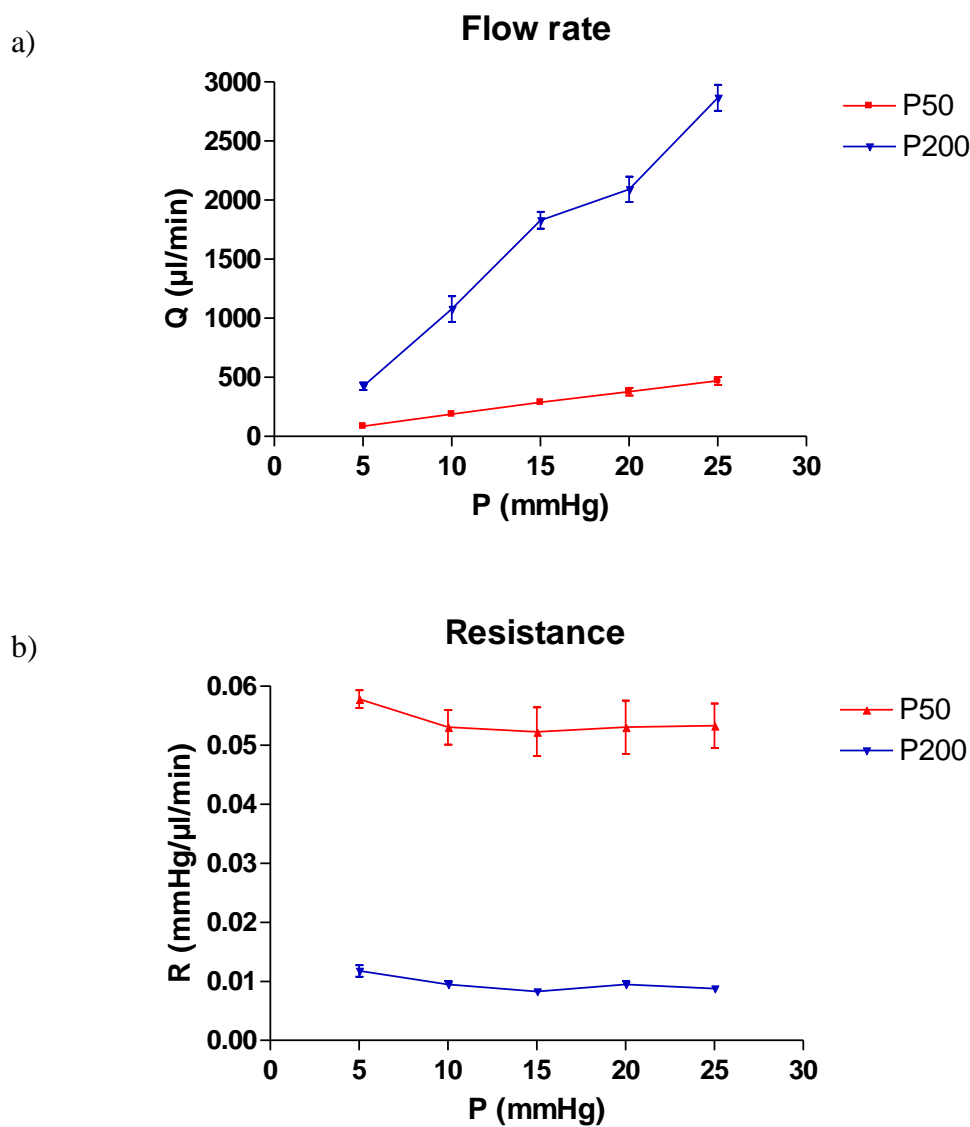 a)
Flow rate
3000
2500
2000
1500
1000
500
0
Q (µl/min)
0 5 10 15 20 25 30
P (mmHg)
P50
P200
b)
Resistance
0.06
0.05
0.04
0.03
0.02
0.01
0.00
R (mmHg/µl/min)
0 5 10 15 20 25 30
P (mmHg)
P50
P200